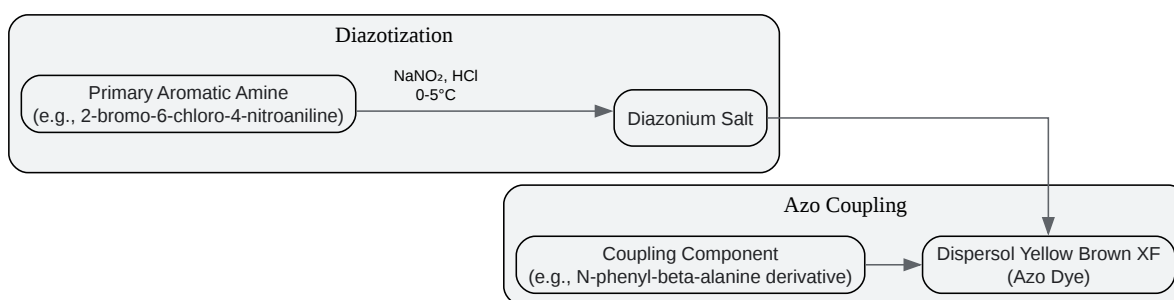 Diazotization
Primary Aromatic Amine
(e.g., 2-bromo-6-chloro-4-nitroaniline)
NaNO₂, HCl
0-5°C
Diazonium Salt
Azo Coupling
Coupling Component
(e.g., N-phenyl-beta-alanine derivative)
Dispersol Yellow Brown XF
(Azo Dye)